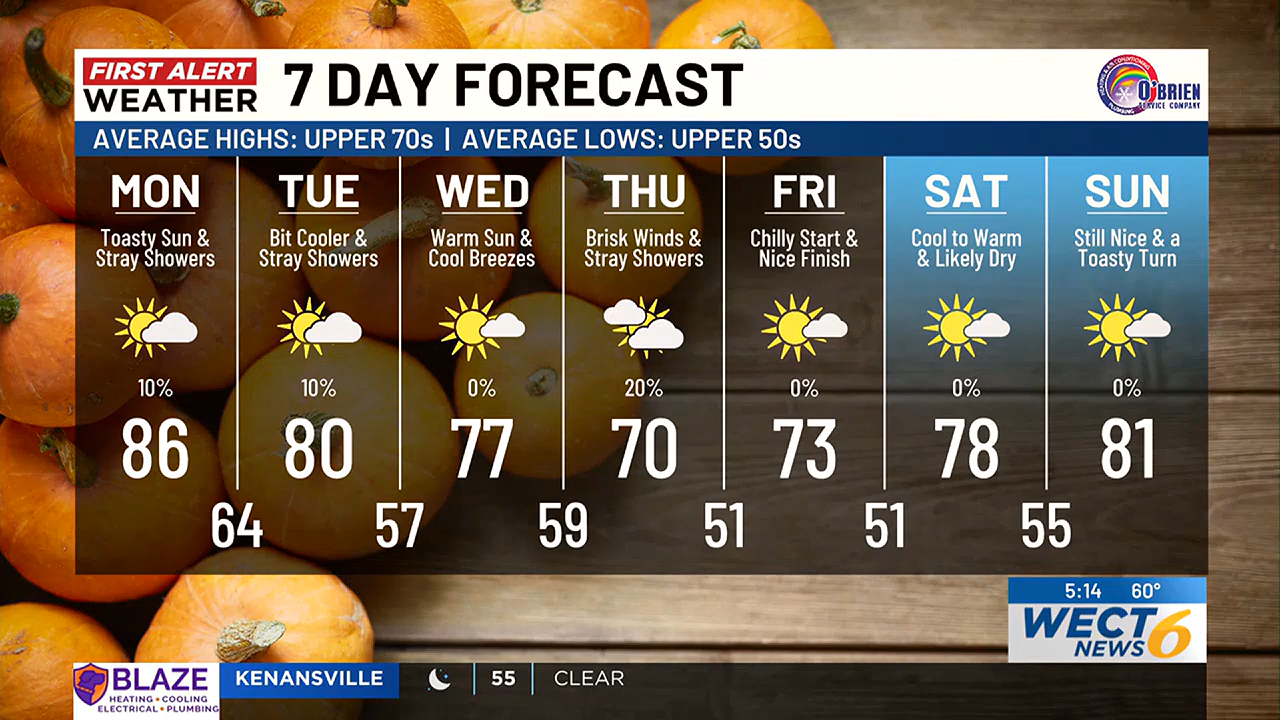 FIRST ALERT
WEATHER
7 DAY FORECAST
O'BRIEN
SERVICE COMPANY
PLUMBING
AVERAGE HIGHS: UPPER 70s | AVERAGE LOWS: UPPER 50s
MON TUE WED THU FRI SAT SUN
Toasty Sun & Bit Cooler & Warm Sun & Brisk Winds & Chilly Start & Cool to Warm Still Nice & a
Stray Showers Stray Showers Cool Breezes Stray Showers Nice Finish & Likely Dry Toasty Turn
10% 10% 0% 20% 0% 0% 0%
86 80 77 70 73 78 81
64 57 59 51 51 55
5:14 60°
WECT 6
NEWS
BLAZE
HEATING • COOLING
ELECTRICAL • PLUMBING
KENANSVILLE 55 CLEAR